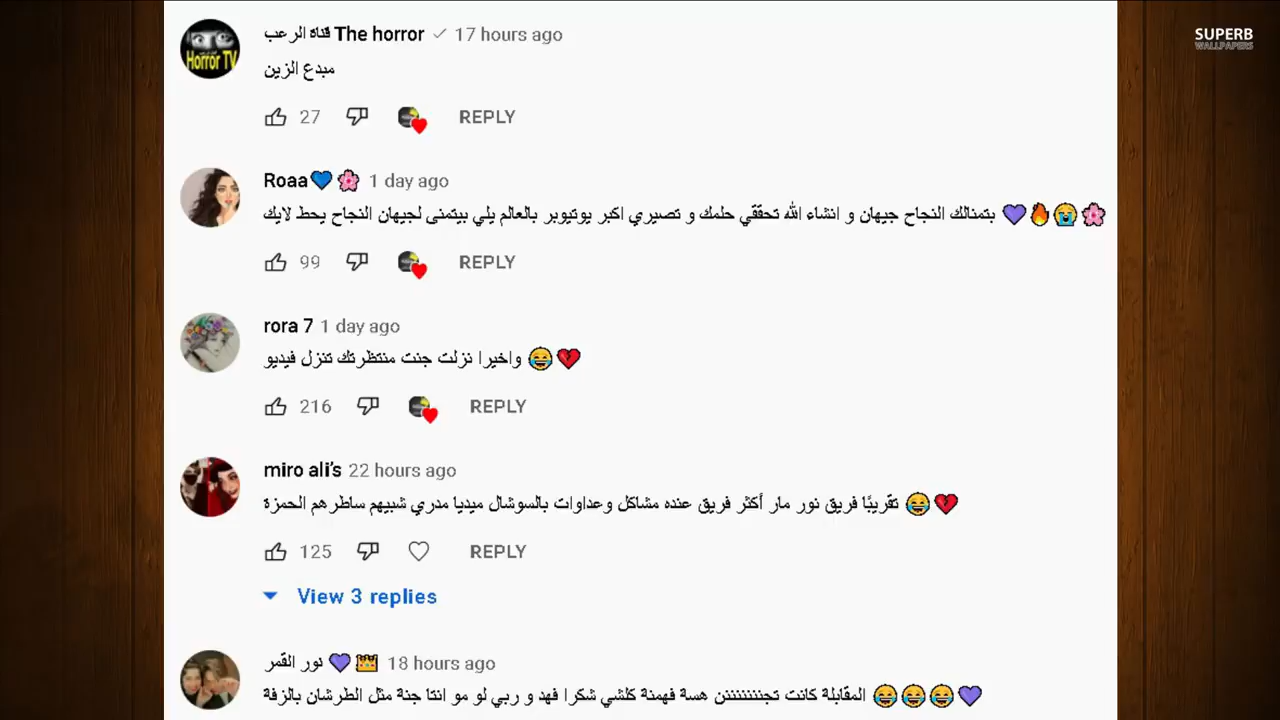 SUPERB
WALLPAPERS
Horror TV
قناة الرعب The horror ✓ 17 hours ago
مبدع الزين
27 REPLY
Roaa💙🌸 1 day ago
بتمنالك النجاح جيهان و انشاء الله تحققي حلمك و تصيري اكبر يوتيوبر بالعالم يلي بيتمنى لجيهان النجاح يحط لايك 💜🔥😭🌸
99 REPLY
rora 7 1 day ago
واخيرا نزلت جنت منتظرتك تنزل فيديو 😂💔
216 REPLY
miro ali's 22 hours ago
تقريبًا فريق نور مار أكثر فريق عنده مشاكل وعداوات بالسوشال ميديا مدري شبيهم ساطرهم الحمزة 😂💔
125 REPLY
View 3 replies
نور القمر 💜👑 18 hours ago
المقابلة كانت تجننننننننن هسة فهمنة كلشي شكرا فهد و ربي لو مو انتا جنة مثل الطرشان بالزفة 😂😂😂💜